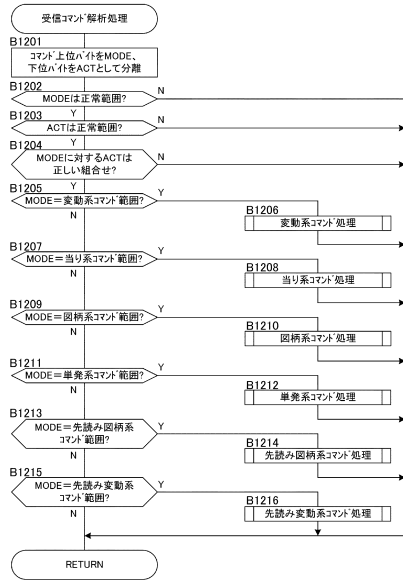 受信コマンド解析処理
B1201
コマンド上位バイトをMODE、
下位バイトをACTとして分離
B1202
MODEは正常範囲?
N
Y
B1203
ACTは正常範囲?
N
Y
B1204
MODEに対するACTは
正しい組合せ?
N
Y
B1205
MODE=変動系コマンド範囲?
Y
N
B1206
変動系コマンド処理
B1207
MODE=当り系コマンド範囲?
Y
N
B1208
当り系コマンド処理
B1209
MODE=図柄系コマンド範囲?
Y
N
B1210
図柄系コマンド処理
B1211
MODE=単発系コマンド範囲?
Y
N
B1212
単発系コマンド処理
B1213
MODE=先読み図柄系
コマンド範囲?
Y
N
B1214
先読み図柄系コマンド処理
B1215
MODE=先読み変動系
コマンド範囲?
Y
N
B1216
先読み変動系コマンド処理
RETURN